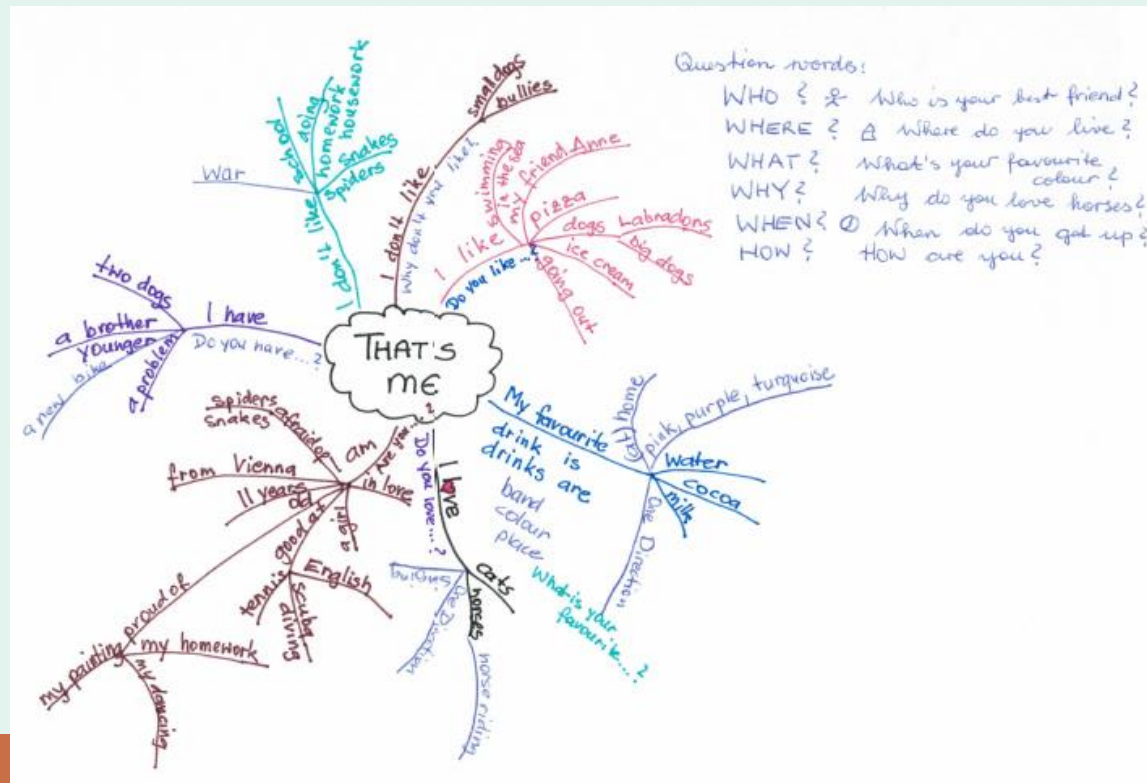 THAT'S
ME
I like
Do you like...?
swimming
in the sea
my friend Anne
pizza
dogs
Labradors
big dogs
ice cream
going out
I don't like
Why don't you like?
small dogs
bullies
I don't like
school
doing
homework
housework
snakes
spiders
war
I have
Do you have...?
two dogs
a brother
younger
a new bike
a problem
I am
Are you...?
afraid of
spiders
snakes
from Vienna
11 years
old
proud of
my painting
my homework
my dancing
good at
tennis
scuba
diving
English
a girl
in love
I love
Do you love...?
cats
horses
horse riding
One Direction
singing
My favourite
drink is
drinks are
band
colour
place
What is your
favourite...?
(at) home
pink, purple, turquoise
water
cocoa
milk
One Direction
Question words:
WHO? Who is your best friend?
WHERE? Where do you live?
WHAT? What's your favourite
colour?
WHY? Why do you love horses?
WHEN? When do you get up?
HOW? How are you?